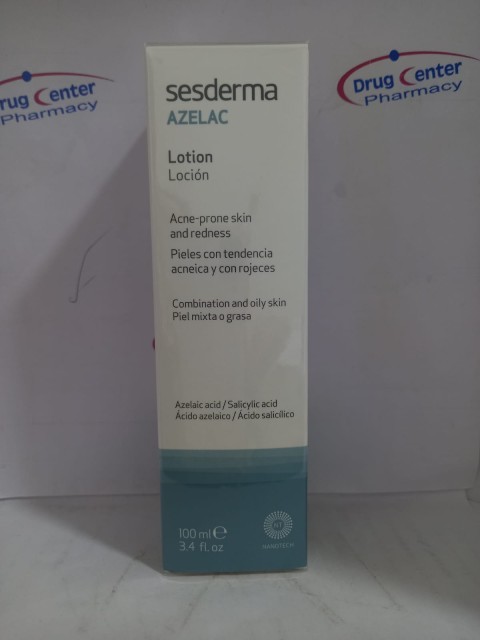 Drug Center
Pharmacy
rug Center
Pharmacy
sesderma
AZELAC
Lotion
Loción
Acne-prone skin
and redness
Pieles con tendencia
acneica y con rojeces
Combination and oily skin
Piel mixta o grasa
Azelaic acid / Salicylic acid
Ácido azelaico / Ácido salicílico
100 ml ℮
3.4 fl. oz
NANOTECH